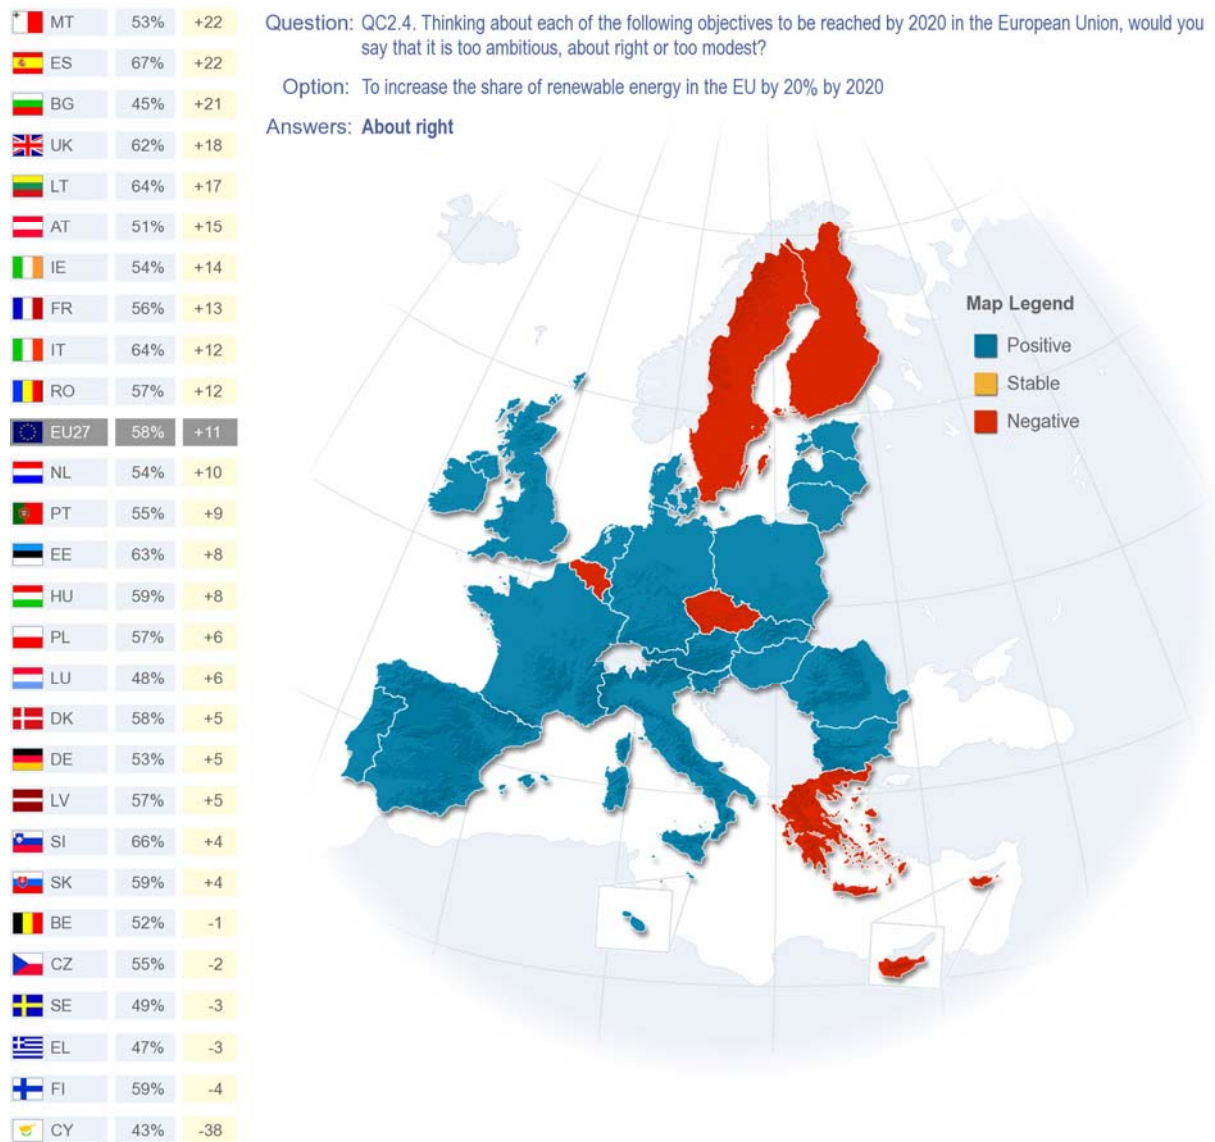 MT 53% +22
ES 67% +22
BG 45% +21
UK 62% +18
LT 64% +17
AT 51% +15
IE 54% +14
FR 56% +13
IT 64% +12
RO 57% +12
EU27 58% +11
NL 54% +10
PT 55% +9
EE 63% +8
HU 59% +8
PL 57% +6
LU 48% +6
DK 58% +5
DE 53% +5
LV 57% +5
SI 66% +4
SK 59% +4
BE 52% -1
CZ 55% -2
SE 49% -3
EL 47% -3
FI 59% -4
CY 43% -38
Question: QC2.4. Thinking about each of the following objectives to be reached by 2020 in the European Union, would you
say that it is too ambitious, about right or too modest?
Option: To increase the share of renewable energy in the EU by 20% by 2020
Answers: About right
Map Legend
Positive
Stable
Negative